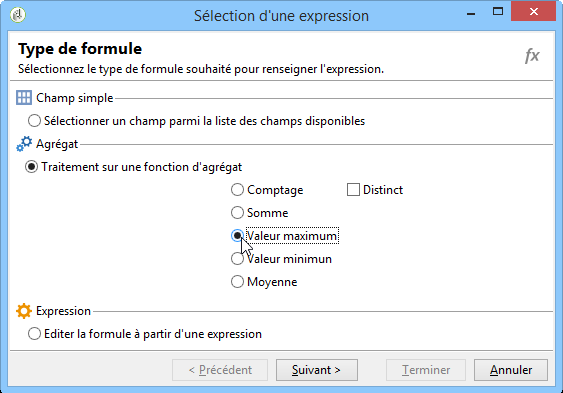 Sélection d'une expression
Type de formule
Sélectionnez le type de formule souhaité pour renseigner l'expression.
fx
Champ simple
Sélectionner un champ parmi la liste des champs disponibles
Agrégat
Traitement sur une fonction d'agrégat
Comptage Distinct
Somme
Valeur maximum
Valeur minimun
Moyenne
Expression
Editer la formule à partir d'une expression
< Précédent Suivant > Terminer Annuler